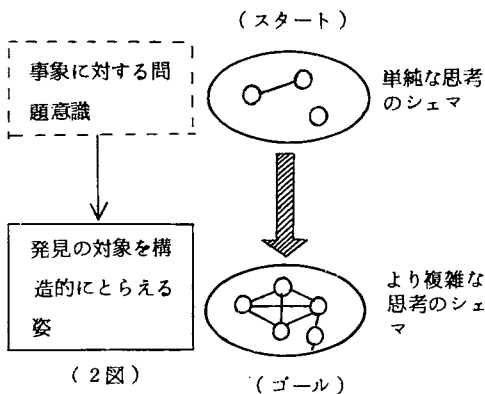 (スタート)
事象に対する問
題意識
単純な思考
のシェマ
発見の対象を構
造的にとらえる
姿
より複雑な
思考のシェ
マ
(2図)
(ゴール)